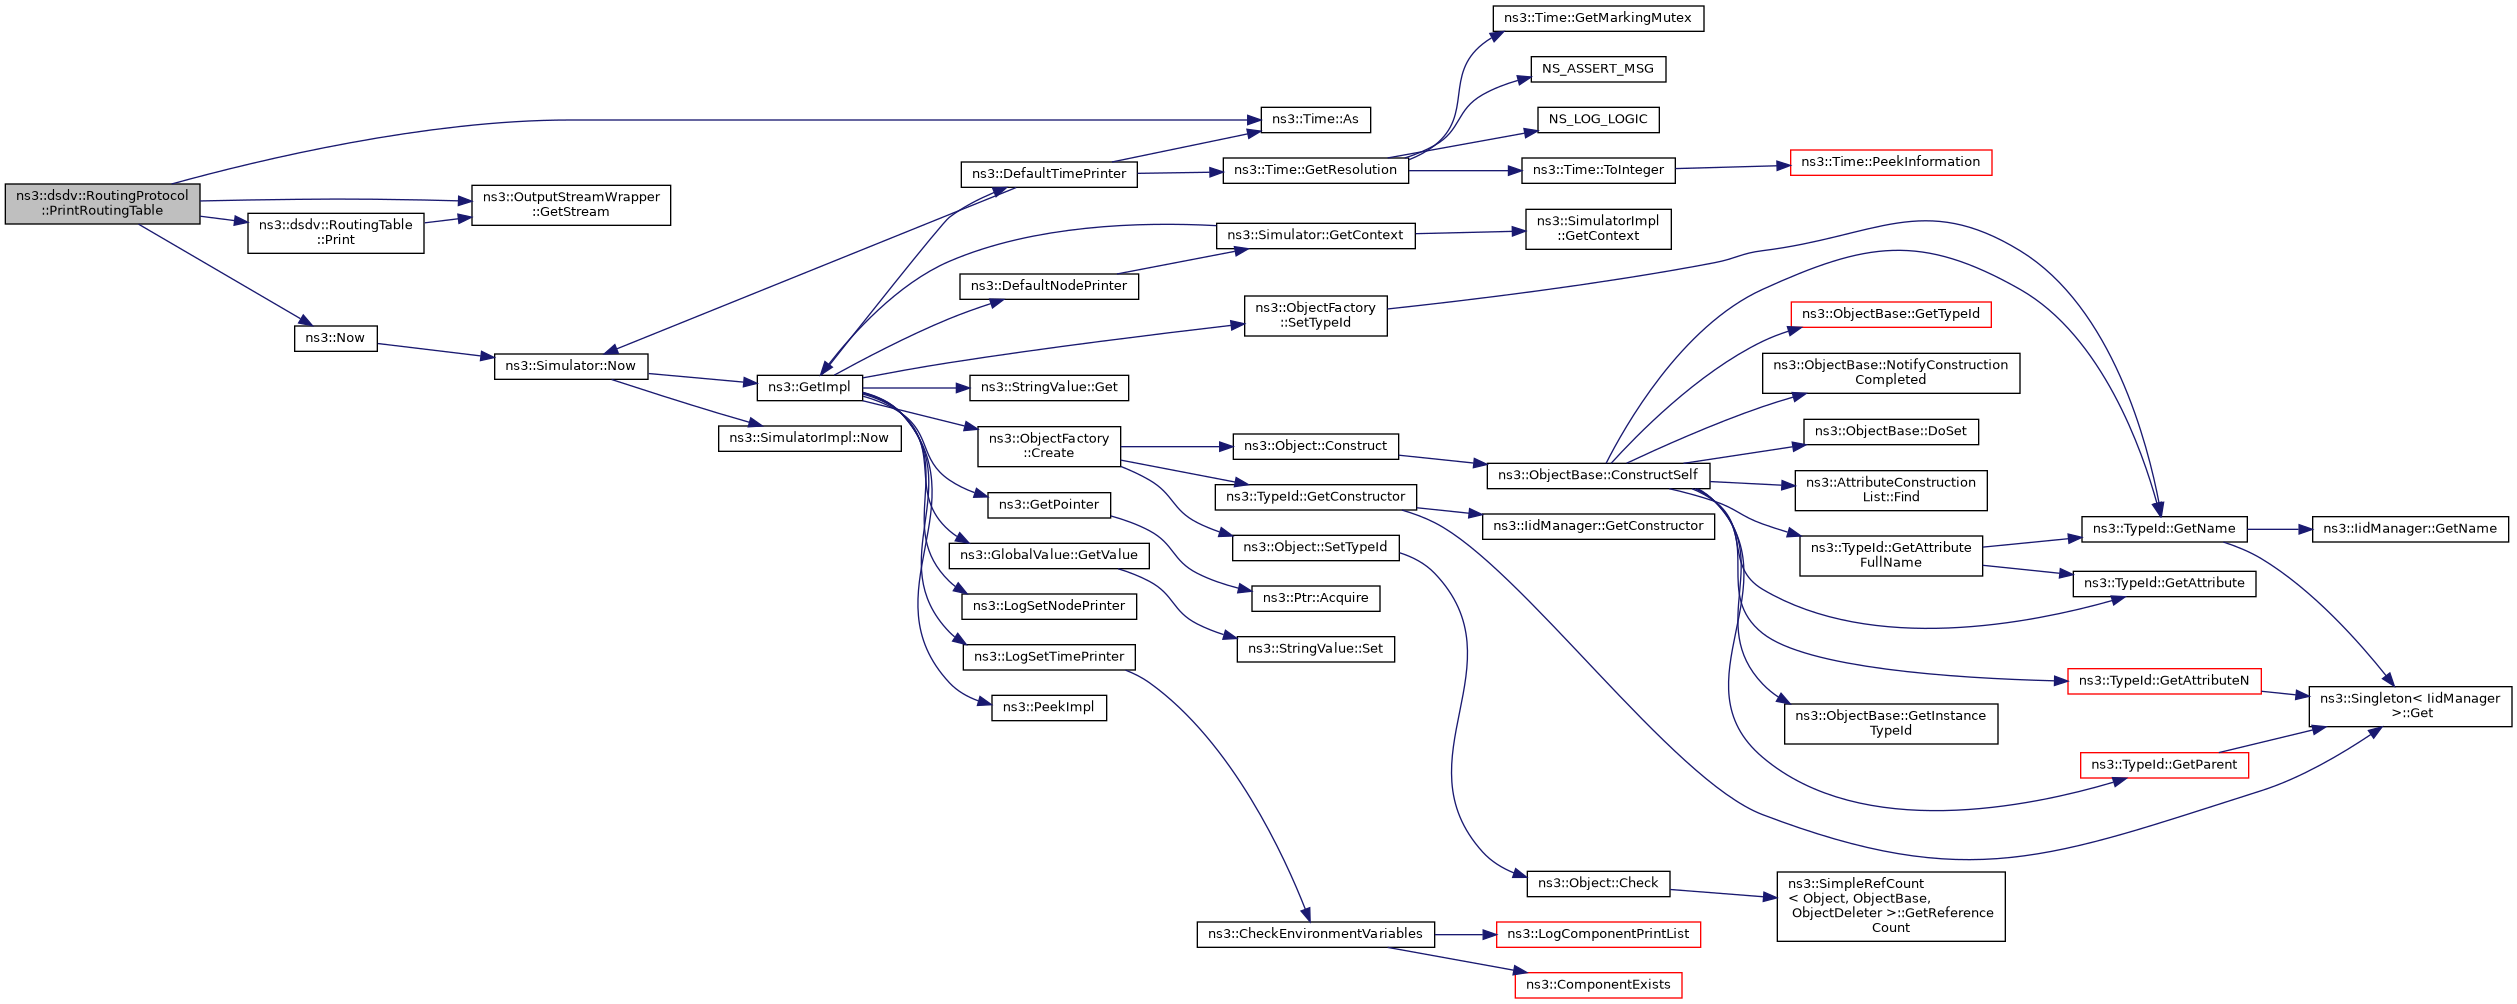 ns3::dsdv::RoutingProtocol
::PrintRoutingTable
ns3::OutputStreamWrapper
::GetStream
ns3::dsdv::RoutingTable
::Print
ns3::Now
ns3::Simulator::Now
ns3::GetImpl
ns3::SimulatorImpl::Now
ns3::DefaultTimePrinter
ns3::DefaultNodePrinter
ns3::StringValue::Get
ns3::ObjectFactory
::Create
ns3::GetPointer
ns3::GlobalValue::GetValue
ns3::LogSetNodePrinter
ns3::LogSetTimePrinter
ns3::PeekImpl
ns3::Time::As
ns3::Time::GetResolution
ns3::Simulator::GetContext
ns3::ObjectFactory
::SetTypeId
ns3::Object::Construct
ns3::TypeId::GetConstructor
ns3::Object::SetTypeId
ns3::Ptr::Acquire
ns3::StringValue::Set
ns3::CheckEnvironmentVariables
ns3::Time::GetMarkingMutex
NS_ASSERT_MSG
NS_LOG_LOGIC
ns3::Time::ToInteger
ns3::SimulatorImpl
::GetContext
ns3::ObjectBase::ConstructSelf
ns3::IidManager::GetConstructor
ns3::Object::Check
ns3::LogComponentPrintList
ns3::ComponentExists
ns3::Time::PeekInformation
ns3::ObjectBase::GetTypeId
ns3::ObjectBase::NotifyConstruction
Completed
ns3::ObjectBase::DoSet
ns3::AttributeConstruction
List::Find
ns3::TypeId::GetAttribute
FullName
ns3::ObjectBase::GetInstance
TypeId
ns3::SimpleRefCount
< Object, ObjectBase,
ObjectDeleter >::GetReference
Count
ns3::TypeId::GetName
ns3::TypeId::GetAttribute
ns3::TypeId::GetAttributeN
ns3::TypeId::GetParent
ns3::IidManager::GetName
ns3::Singleton< IidManager
>::Get